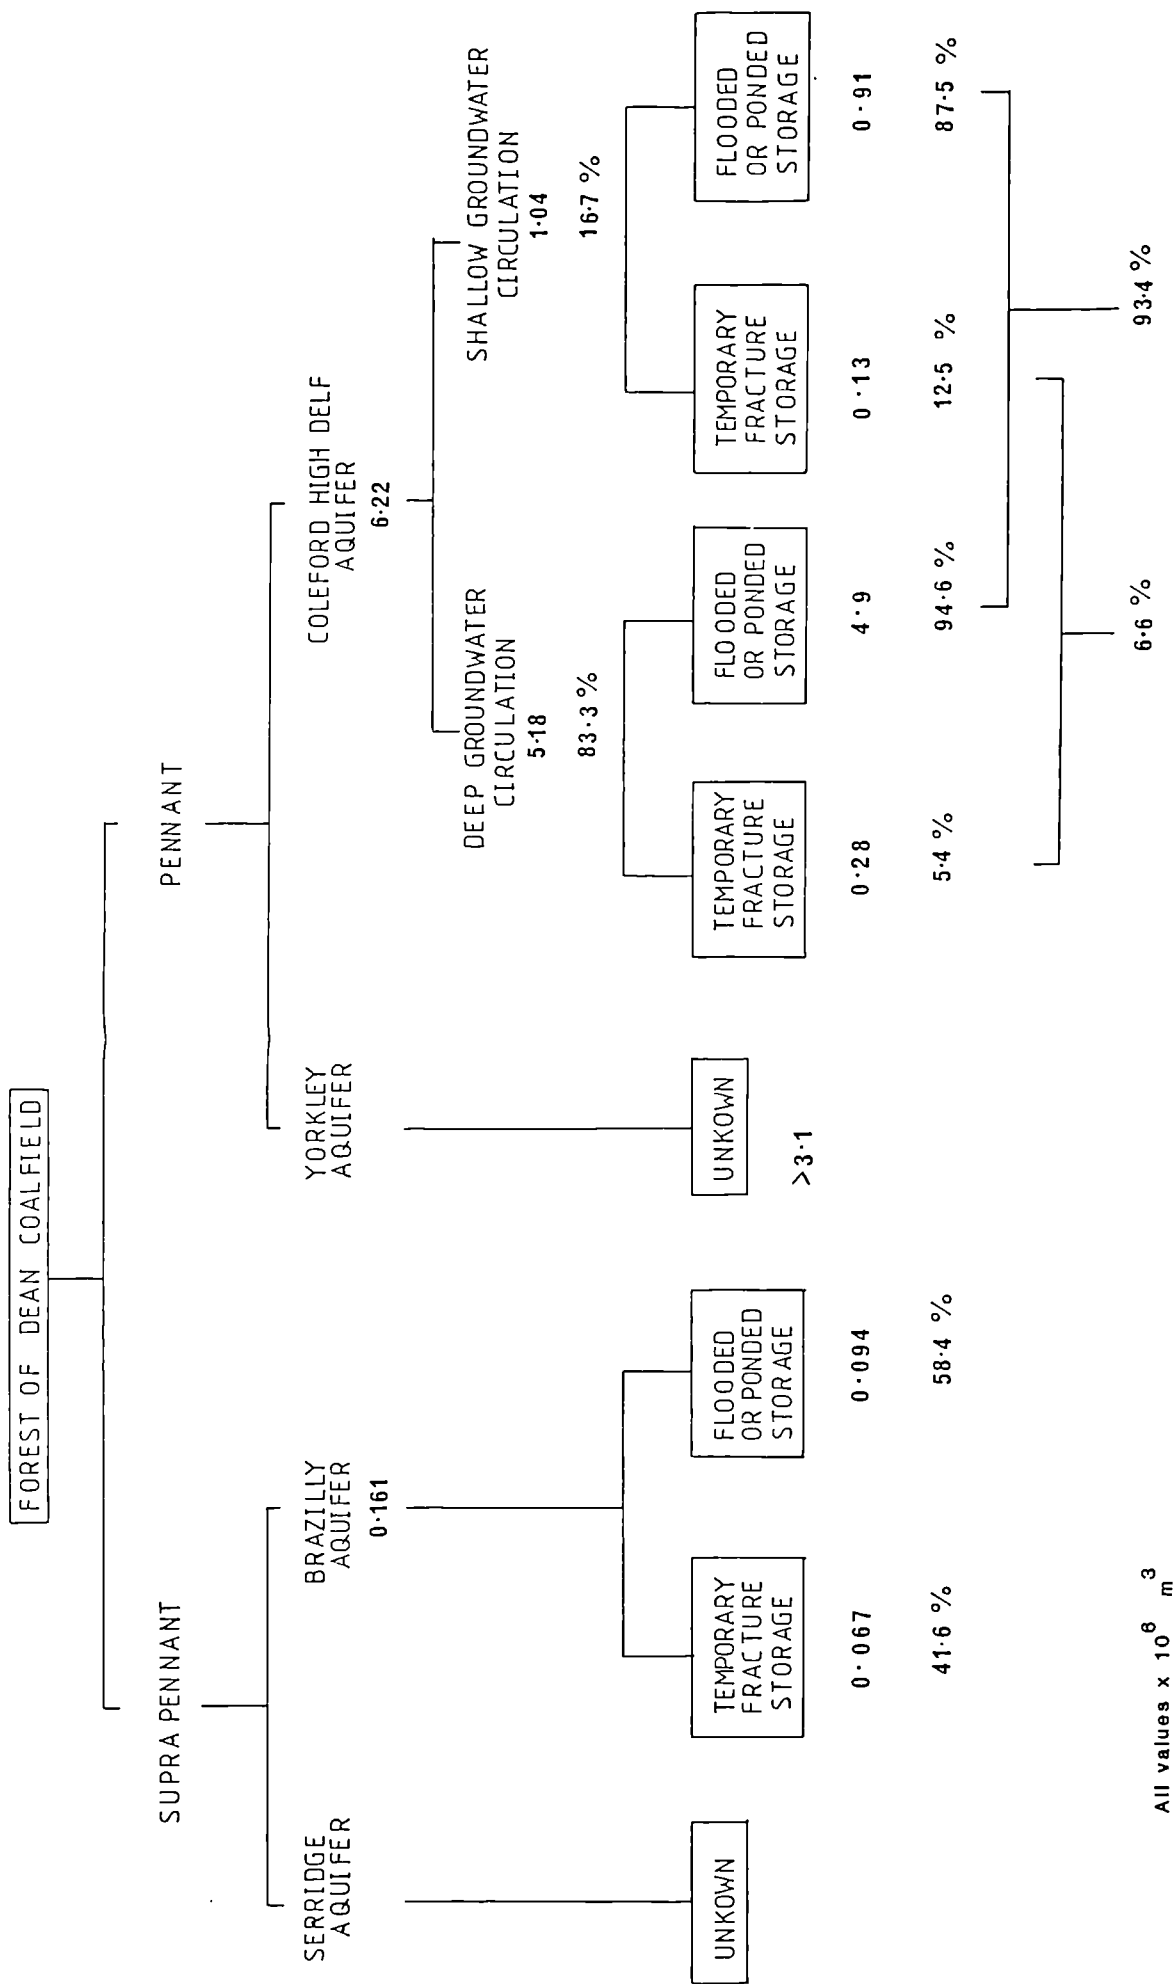 FOREST OF DEAN COALFIELD
SUPRA PENNANT
PENNANT
SERRIDGE
AQUIFER
BRAZILLY
AQUIFER
0·161
YORKLEY
AQUIFER
COLEFORD HIGH DELF
AQUIFER
6·22
DEEP GROUNDWATER
CIRCULATION
5·18
83·3 %
SHALLOW GROUNDWATER
CIRCULATION
1·04
16·7 %
UNKOWN
TEMPORARY
FRACTURE
STORAGE
0·067
41·6 %
FLOODED
OR PONDED
STORAGE
0·094
58·4 %
UNKOWN
>3·1
TEMPORARY
FRACTURE
STORAGE
0·28
5·4 %
FLOODED
OR PONDED
STORAGE
4·9
94·6 %
TEMPORARY
FRACTURE
STORAGE
0·13
12·5 %
FLOODED
OR PONDED
STORAGE
0·91
87·5 %
6·6 %
93·4 %
All values x 10⁶ m³